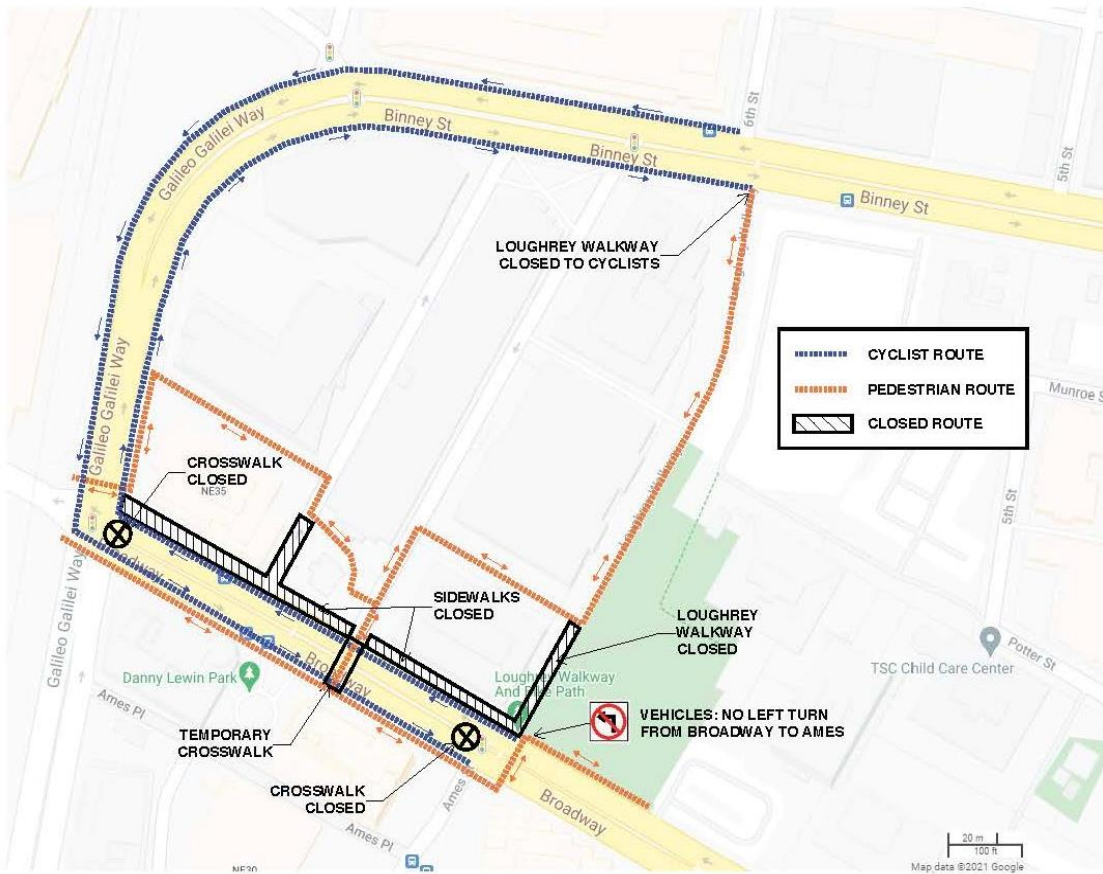 6th St
5th St
Binney St
Binney St
Binney St
Galileo Galilei Way
LOUGHREY WALKWAY
CLOSED TO CYCLISTS
CYCLIST ROUTE
PEDESTRIAN ROUTE
CLOSED ROUTE
Munroe S
Galileo Galilei Way
CROSSWALK
CLOSED
NE35
5th St
Galileo Galilei Way
SIDEWALKS
CLOSED
LOUGHREY
WALKWAY
CLOSED
Potter St
TSC Child Care Center
Danny Lewin Park
Broadway
Loughrey Walkway
And Bike Path
VEHICLES: NO LEFT TURN
FROM BROADWAY TO AMES
Ames Pl
TEMPORARY
CROSSWALK
CROSSWALK
CLOSED
Ames
Broadway
Ames Pl
20 m
100 ft
NE30
Map data ©2021 Google